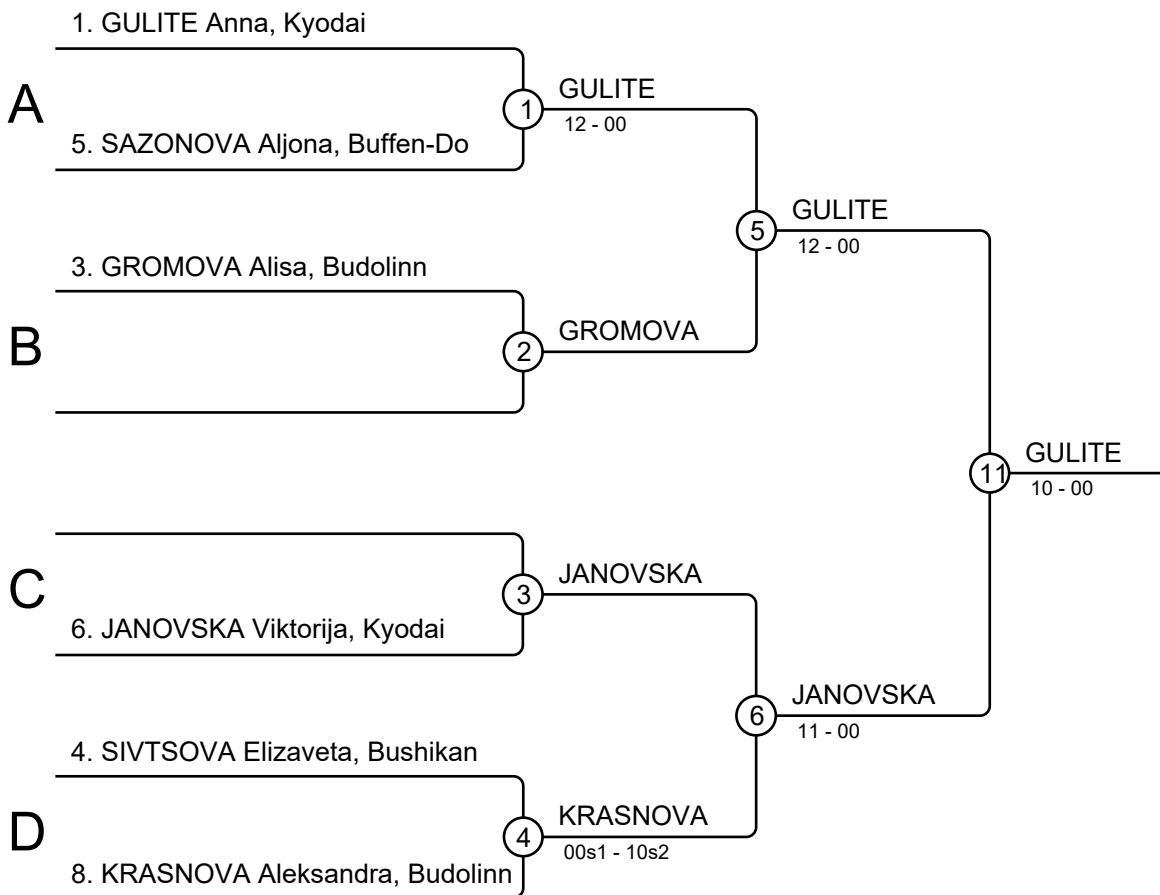 1. GULITE Anna, Kyodai
A
1
GULITE
12 - 00
5. SAZONOVA Aljona, Buffen-Do
5
GULITE
12 - 00
3. GROMOVA Alisa, Budolinn
B
2
GROMOVA
11
GULITE
10 - 00
C
3
JANOVSKA
6. JANOVSKA Viktorija, Kyodai
6
JANOVSKA
11 - 00
4. SIVTSOVA Elizaveta, Bushikan
D
4
KRASNOVA
00s1 - 10s2
8. KRASNOVA Aleksandra, Budolinn